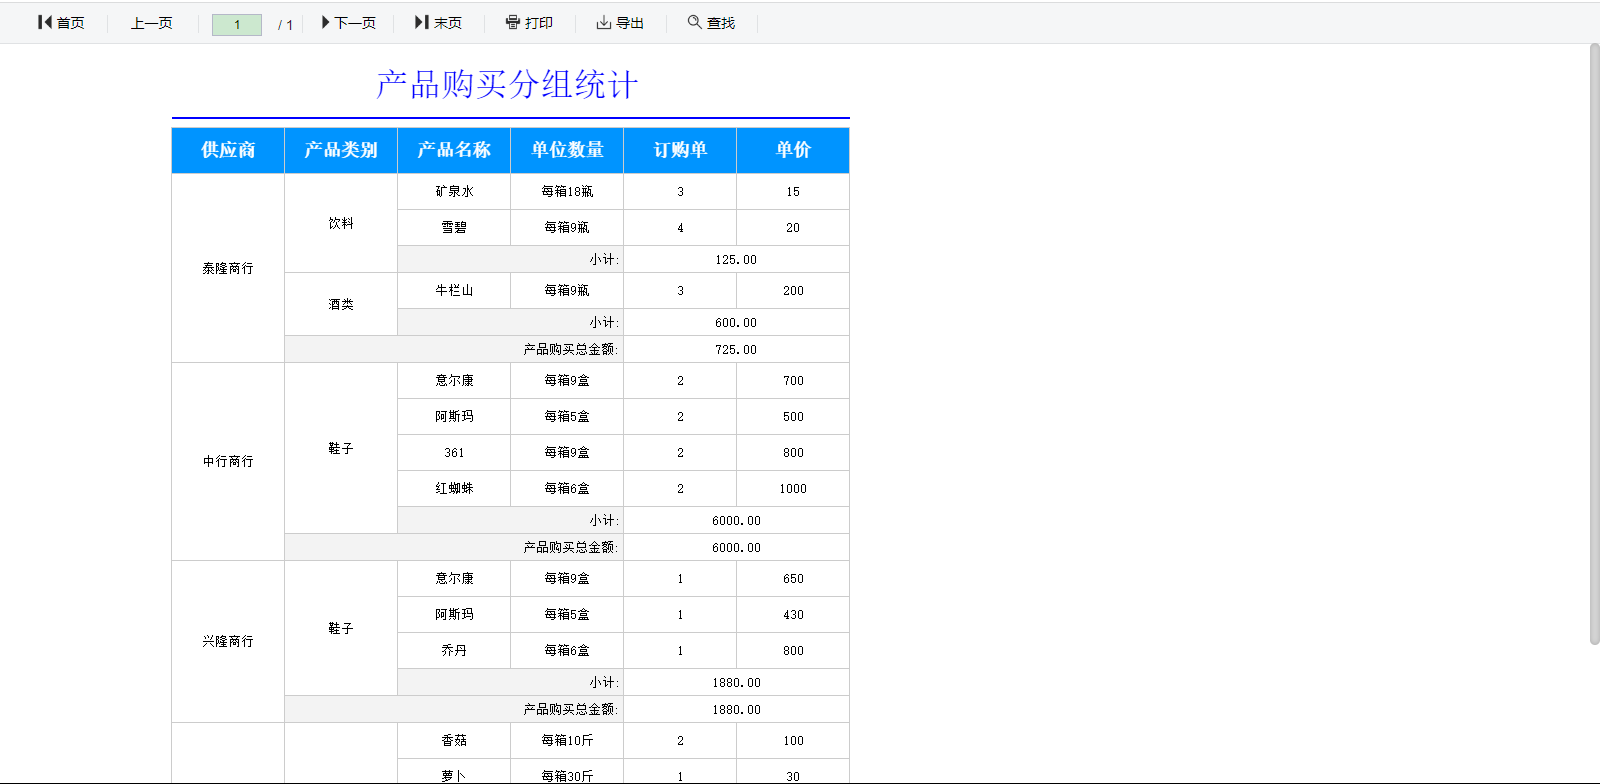 首页 上一页 1 / 1 下一页 末页 打印 导出 查找
产品购买分组统计
供应商 产品类别 产品名称 单位数量 订购单 单价
泰隆商行 饮料 矿泉水 每箱18瓶 3 15
雪碧 每箱9瓶 4 20
小计: 125.00
酒类 牛栏山 每箱9瓶 3 200
小计: 600.00
产品购买总金额: 725.00
中行商行 鞋子 意尔康 每箱9盒 2 700
阿斯玛 每箱5盒 2 500
361 每箱9盒 2 800
红蜘蛛 每箱6盒 2 1000
小计: 6000.00
产品购买总金额: 6000.00
兴隆商行 鞋子 意尔康 每箱9盒 1 650
阿斯玛 每箱5盒 1 430
乔丹 每箱6盒 1 800
小计: 1880.00
产品购买总金额: 1880.00
香菇 每箱10斤 2 100
萝卜 每箱30斤 1 30